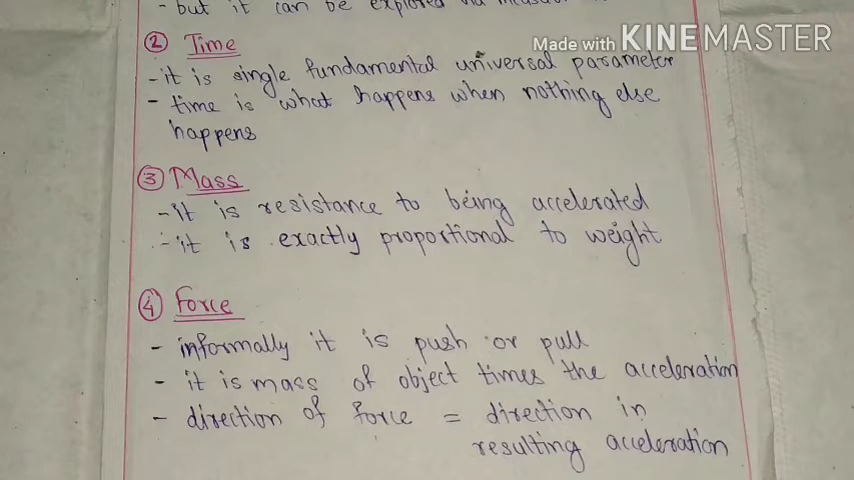 - but it can be explored via
Made with KINEMASTER
② Time
- it is single fundamental universal parameter
- time is what happens when nothing else
happens
③ Mass
- it is resistance to being accelerated
- it is exactly proportional to weight
④ Force
- informally it is push or pull
- it is mass of object times the acceleration
- direction of force = direction in
resulting acceleration